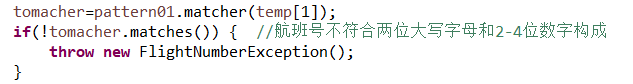 tomacher=pattern01.matcher(temp[1]);
if(!tomacher.matches()) {  //航班号不符合两位大写字母和2-4位数字构成
    throw new FlightNumberException();
}